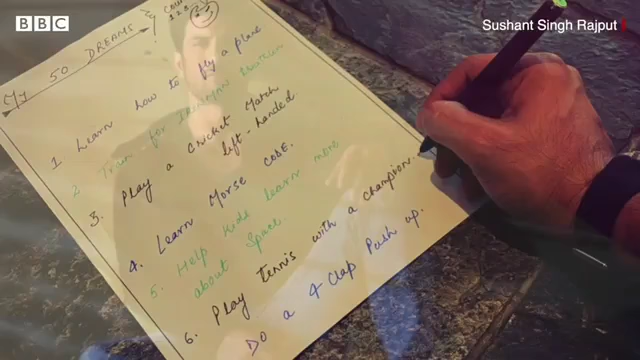 BBC
Sushant Singh Rajput
MY 50 DREAMS
1 Learn how to fly a plane
2 Train for IRONMAN
3. Play a Cricket Match
left-handed.
4. Learn Morse Code.
5. Help Kids learn more
about Space
6. Play Tennis with a champion.
Do a 4 Clap Push up.